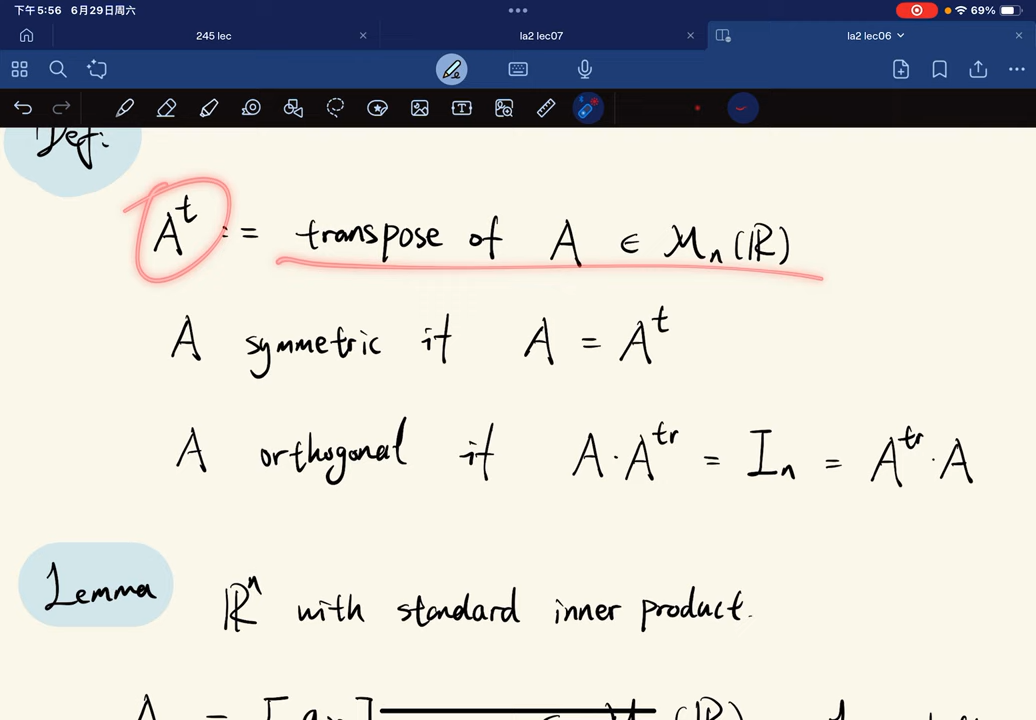 下午5:56 6月29日周六
69%
245 lec
la2 lec07
la2 lec06
Def:
A^t := transpose of A ∈ M_n(ℝ)
A symmetric if A = A^t
A orthogonal if A · A^tr = I_n = A^tr · A
Lemma
ℝ^n with standard inner product.